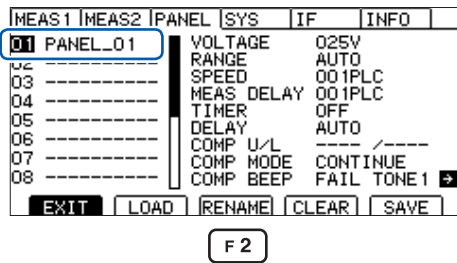 MEAS1 MEAS2 PANEL SYS IF INFO
01 PANEL_01 VOLTAGE 025V
02 ---------- RANGE AUTO
03 ---------- SPEED 001PLC
04 ---------- MEAS DELAY 001PLC
05 ---------- TIMER OFF
06 ---------- DELAY AUTO
07 ---------- COMP U/L ---- /----
08 ---------- COMP MODE CONTINUE
COMP BEEP FAIL TONE1
EXIT LOAD RENAME CLEAR SAVE
F 2